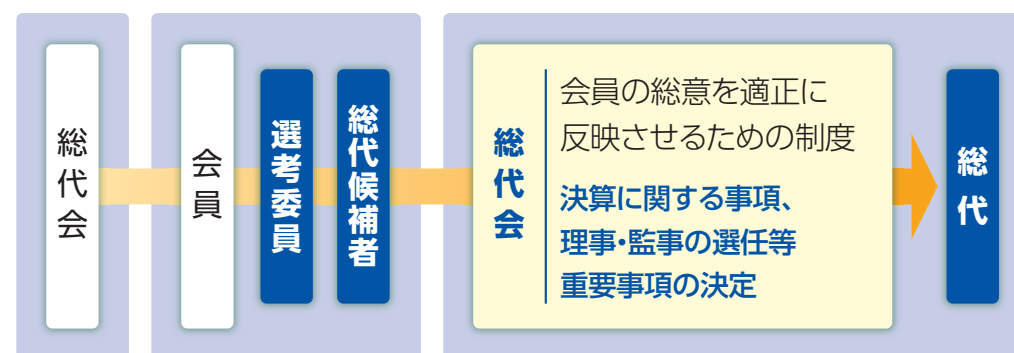 総代会
会員
選考委員
総代候補者
総代会
会員の総意を適正に
反映させるための制度
決算に関する事項、
理事・監事の選任等
重要事項の決定
総代